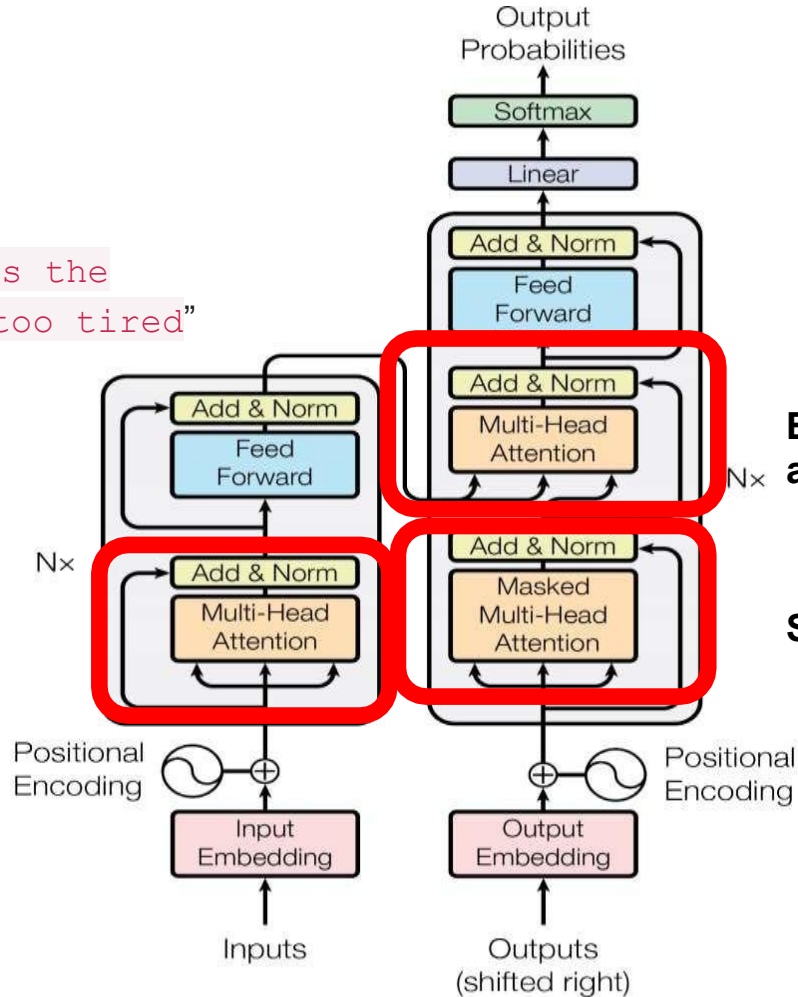 Output
Probabilities
Softmax
Linear
Add & Norm
Feed
Forward
s the
too tired”
Add & Norm
Multi-Head
Attention
Add & Norm
Feed
Forward
N×
Add & Norm
Masked
Multi-Head
Attention
N×
Add & Norm
Multi-Head
Attention
Positional
Encoding
Positional
Encoding
Input
Embedding
Output
Embedding
Inputs
Outputs
(shifted right)